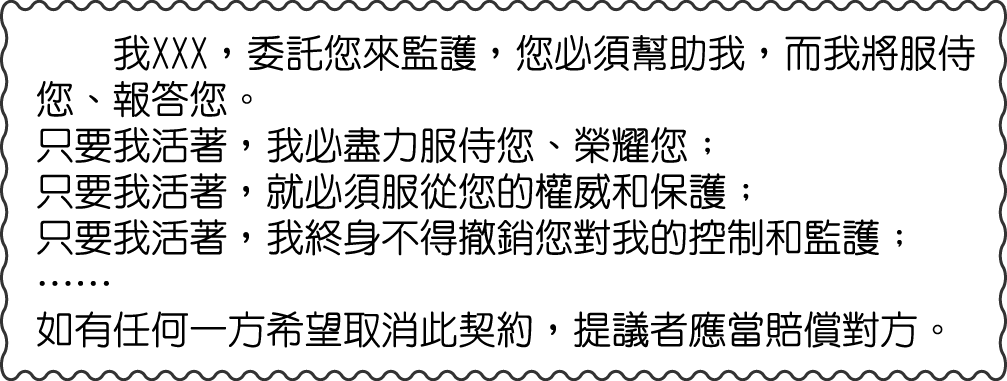 我XXX，委託您來監護，您必須幫助我，而我將服侍
您、報答您。
只要我活著，我必盡力服侍您、榮耀您；
只要我活著，就必須服從您的權威和保護；
只要我活著，我終身不得撤銷您對我的控制和監護；
……
如有任何一方希望取消此契約，提議者應當賠償對方。